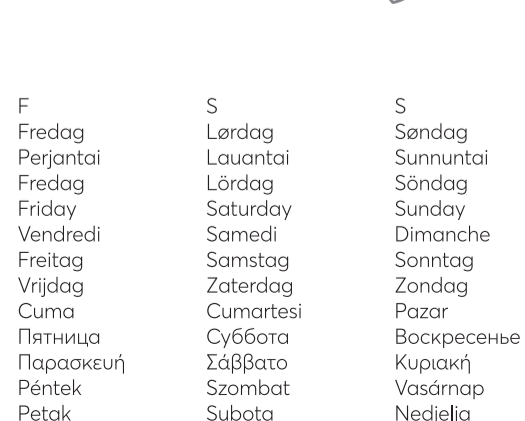 F S S
Fredag Lørdag Søndag
Perjantai Lauantai Sunnuntai
Fredag Lördag Söndag
Friday Saturday Sunday
Vendredi Samedi Dimanche
Freitag Samstag Sonntag
Vrijdag Zaterdag Zondag
Cuma Cumartesi Pazar
Пятница Суббота Воскресенье
Παρασκευή Σάββατο Κυριακή
Péntek Szombat Vasárnap
Petak Subota Nedjelja